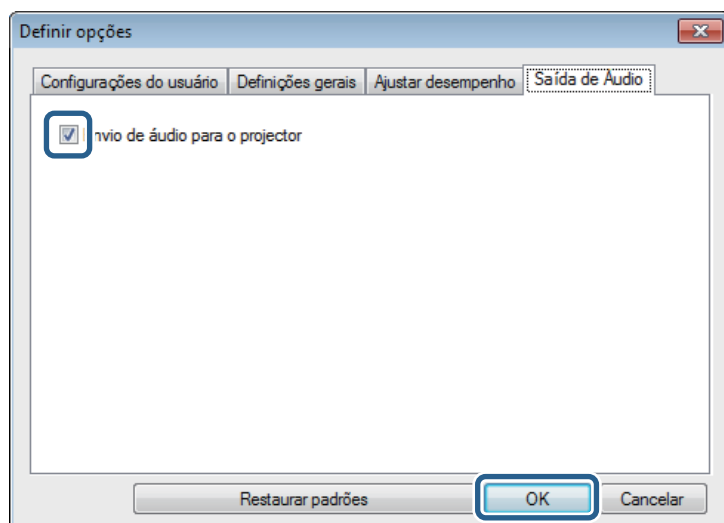 Definir opções
Configurações do usuário Definições gerais Ajustar desempenho Saída de Áudio
nvio de áudio para o projector
Restaurar padrões OK Cancelar